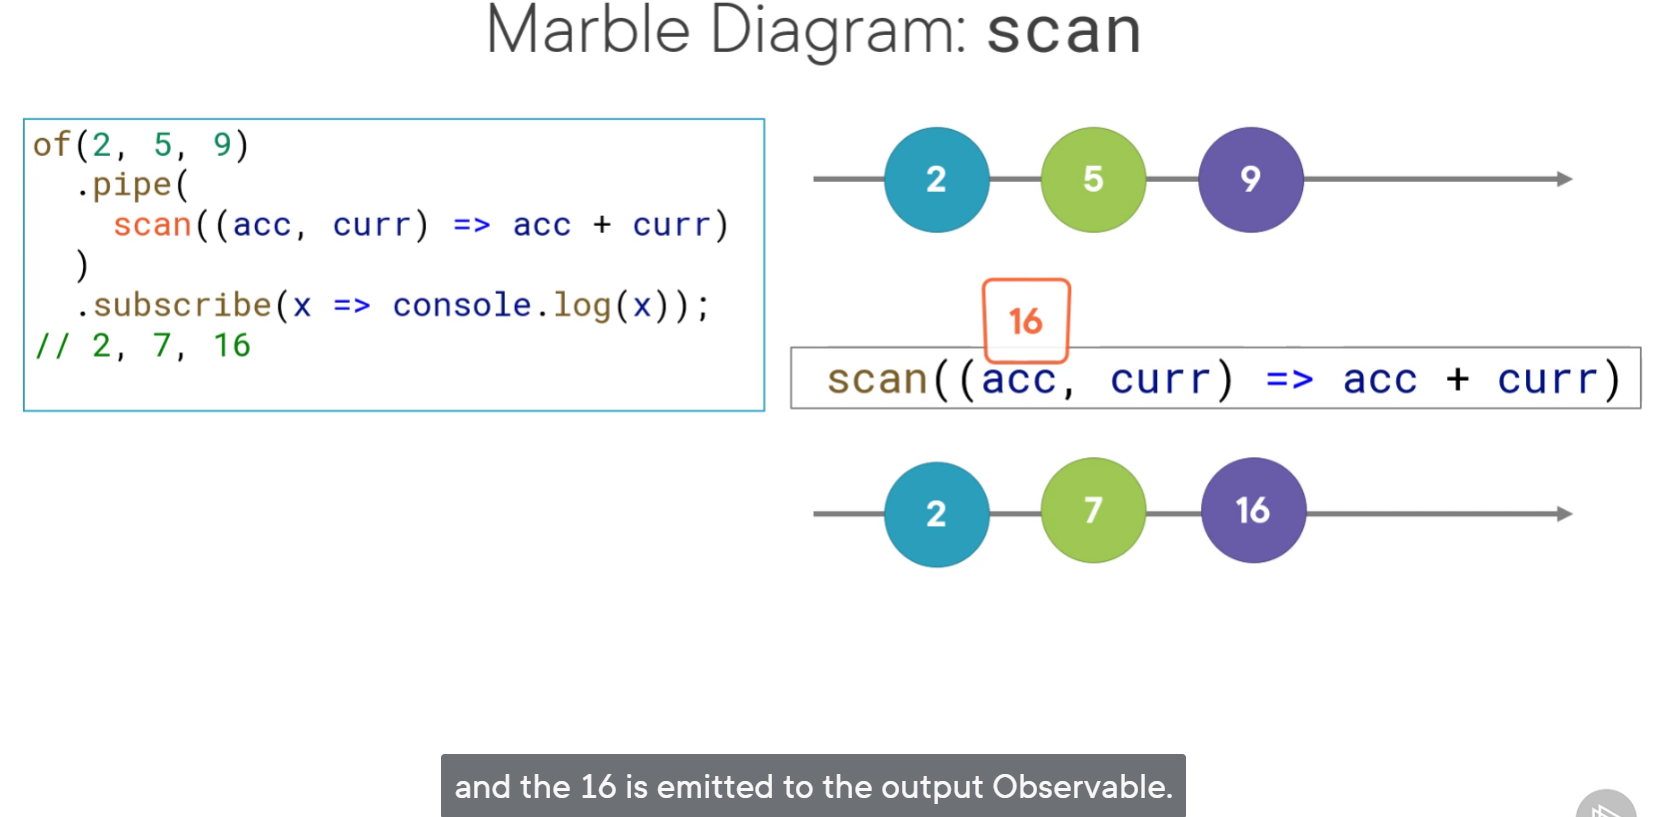 Marble Diagram: scan
of(2, 5, 9)
.pipe(
scan((acc, curr) => acc + curr)
)
.subscribe(x => console.log(x));
// 2, 7, 16
2 5 9
16
scan((acc, curr) => acc + curr)
2 7 16
and the 16 is emitted to the output Observable.